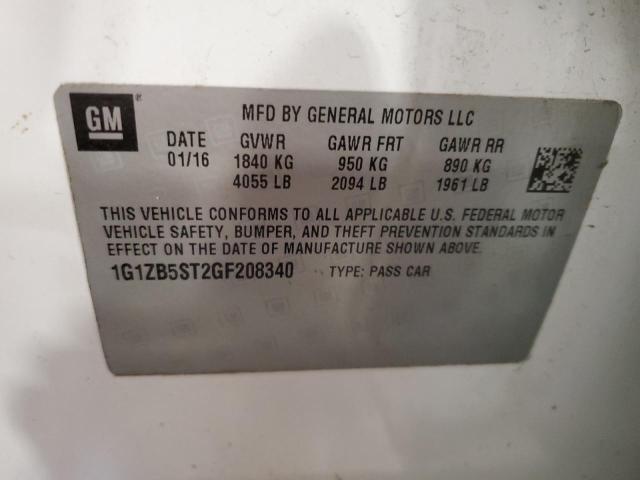 GM ®
MFD BY GENERAL MOTORS LLC
DATE GVWR GAWR FRT GAWR RR
01/16 1840 KG 950 KG 890 KG
4055 LB 2094 LB 1961 LB
THIS VEHICLE CONFORMS TO ALL APPLICABLE U.S. FEDERAL MOTOR
VEHICLE SAFETY, BUMPER, AND THEFT PREVENTION STANDARDS IN
EFFECT ON THE DATE OF MANUFACTURE SHOWN ABOVE.
1G1ZB5ST2GF208340 TYPE: PASS CAR